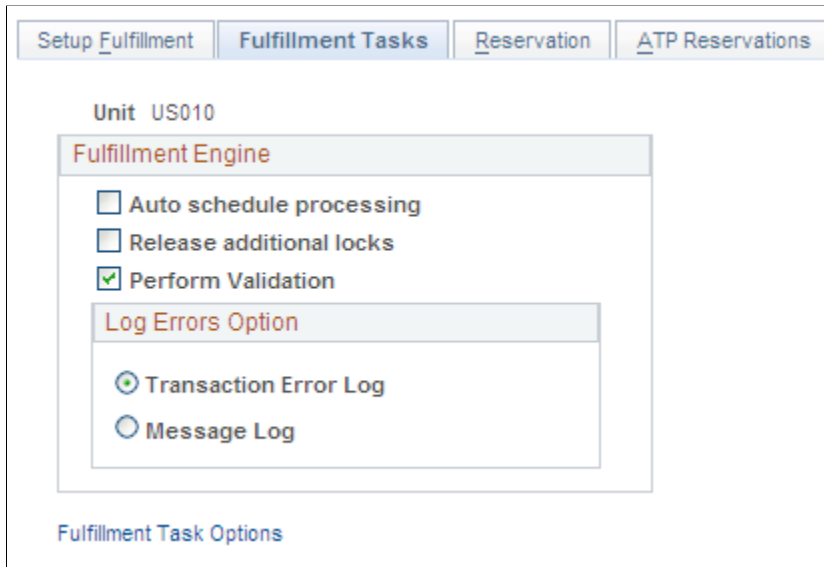 Setup Fulfillment Fulfillment Tasks Reservation ATP Reservations
Unit US010
Fulfillment Engine
Auto schedule processing
Release additional locks
Perform Validation
Log Errors Option
Transaction Error Log
Message Log
Fulfillment Task Options